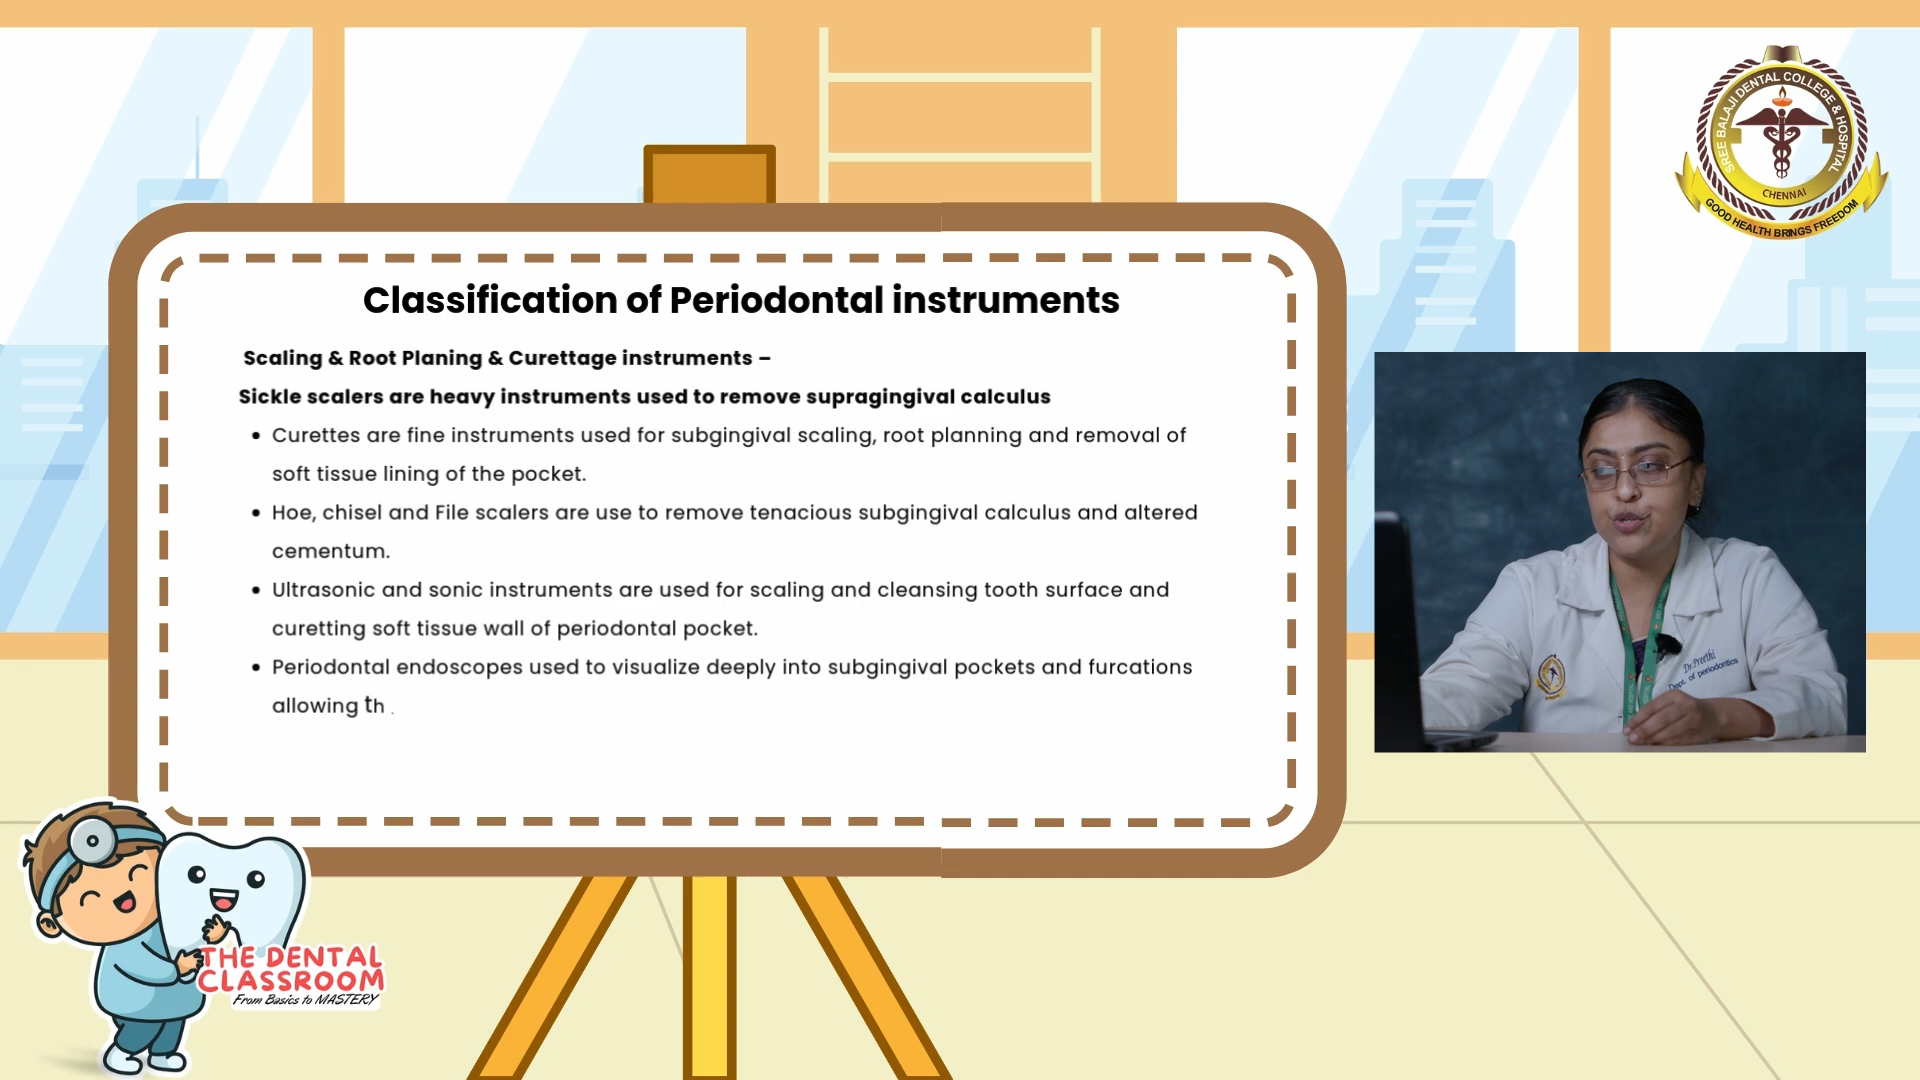 SREE BALAJI DENTAL COLLEGE & HOSPITAL
CHENNAI
GOOD HEALTH BRINGS FREEDOM
Classification of Periodontal instruments
Scaling & Root Planing & Curettage instruments –
Sickle scalers are heavy instruments used to remove supragingival calculus
• Curettes are fine instruments used for subgingival scaling, root planning and removal of
soft tissue lining of the pocket.
• Hoe, chisel and File scalers are use to remove tenacious subgingival calculus and altered
cementum.
• Ultrasonic and sonic instruments are used for scaling and cleansing tooth surface and
curetting soft tissue wall of periodontal pocket.
• Periodontal endoscopes used to visualize deeply into subgingival pockets and furcations
allowing th .
Dr. Preethi
Dept. of periodontics
THE DENTAL
CLASSROOM
From Basics to MASTERY